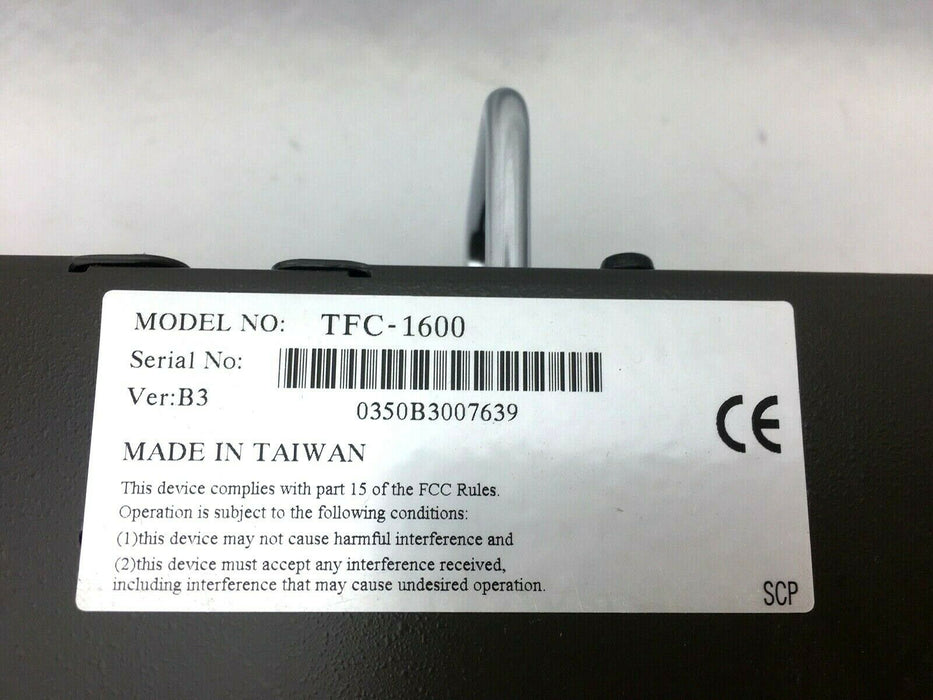 MODEL NO: TFC-1600
Serial No:
Ver:B3
0350B3007639
CE
MADE IN TAIWAN
This device complies with part 15 of the FCC Rules.
Operation is subject to the following conditions:
(1)this device may not cause harmful interference and
(2)this device must accept any interference received,
including interference that may cause undesired operation.
SCP